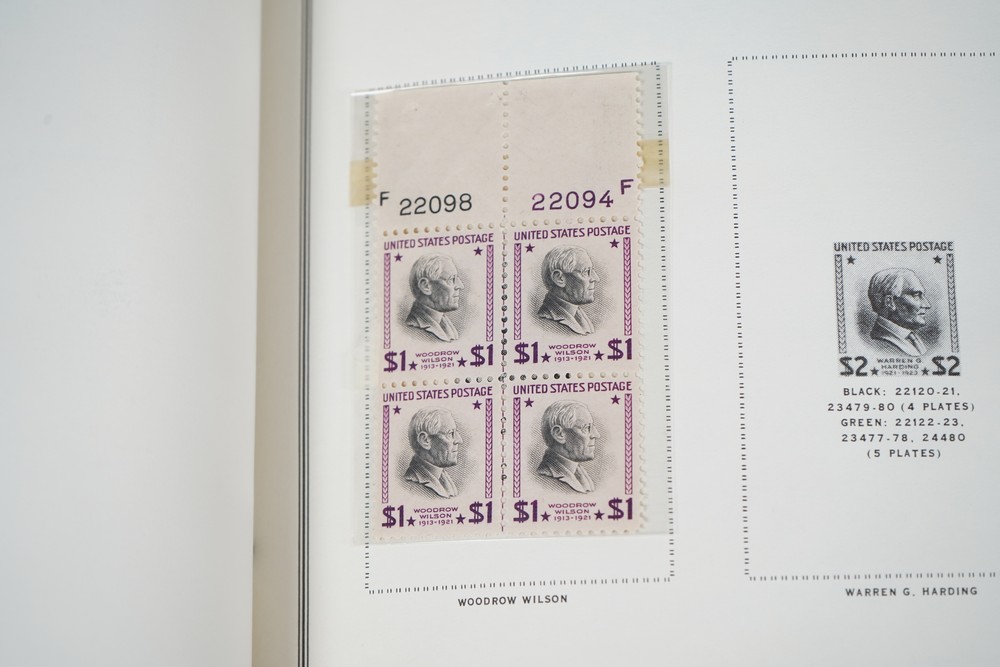 F 22098 22094 F
UNITED STATES POSTAGE
$1 WOODROW WILSON 1913-1921 $1
UNITED STATES POSTAGE
$1 WOODROW WILSON 1913-1921 $1
UNITED STATES POSTAGE
$1 WOODROW WILSON 1913-1921 $1
UNITED STATES POSTAGE
$1 WOODROW WILSON 1913-1921 $1
WOODROW WILSON
UNITED STATES POSTAGE
$2 WARREN G HARDING 1921-1923 $2
BLACK: 22120-21,
23479-80 (4 PLATES)
GREEN: 22122-23,
23477-78, 24480
(5 PLATES)
WARREN G. HARDING